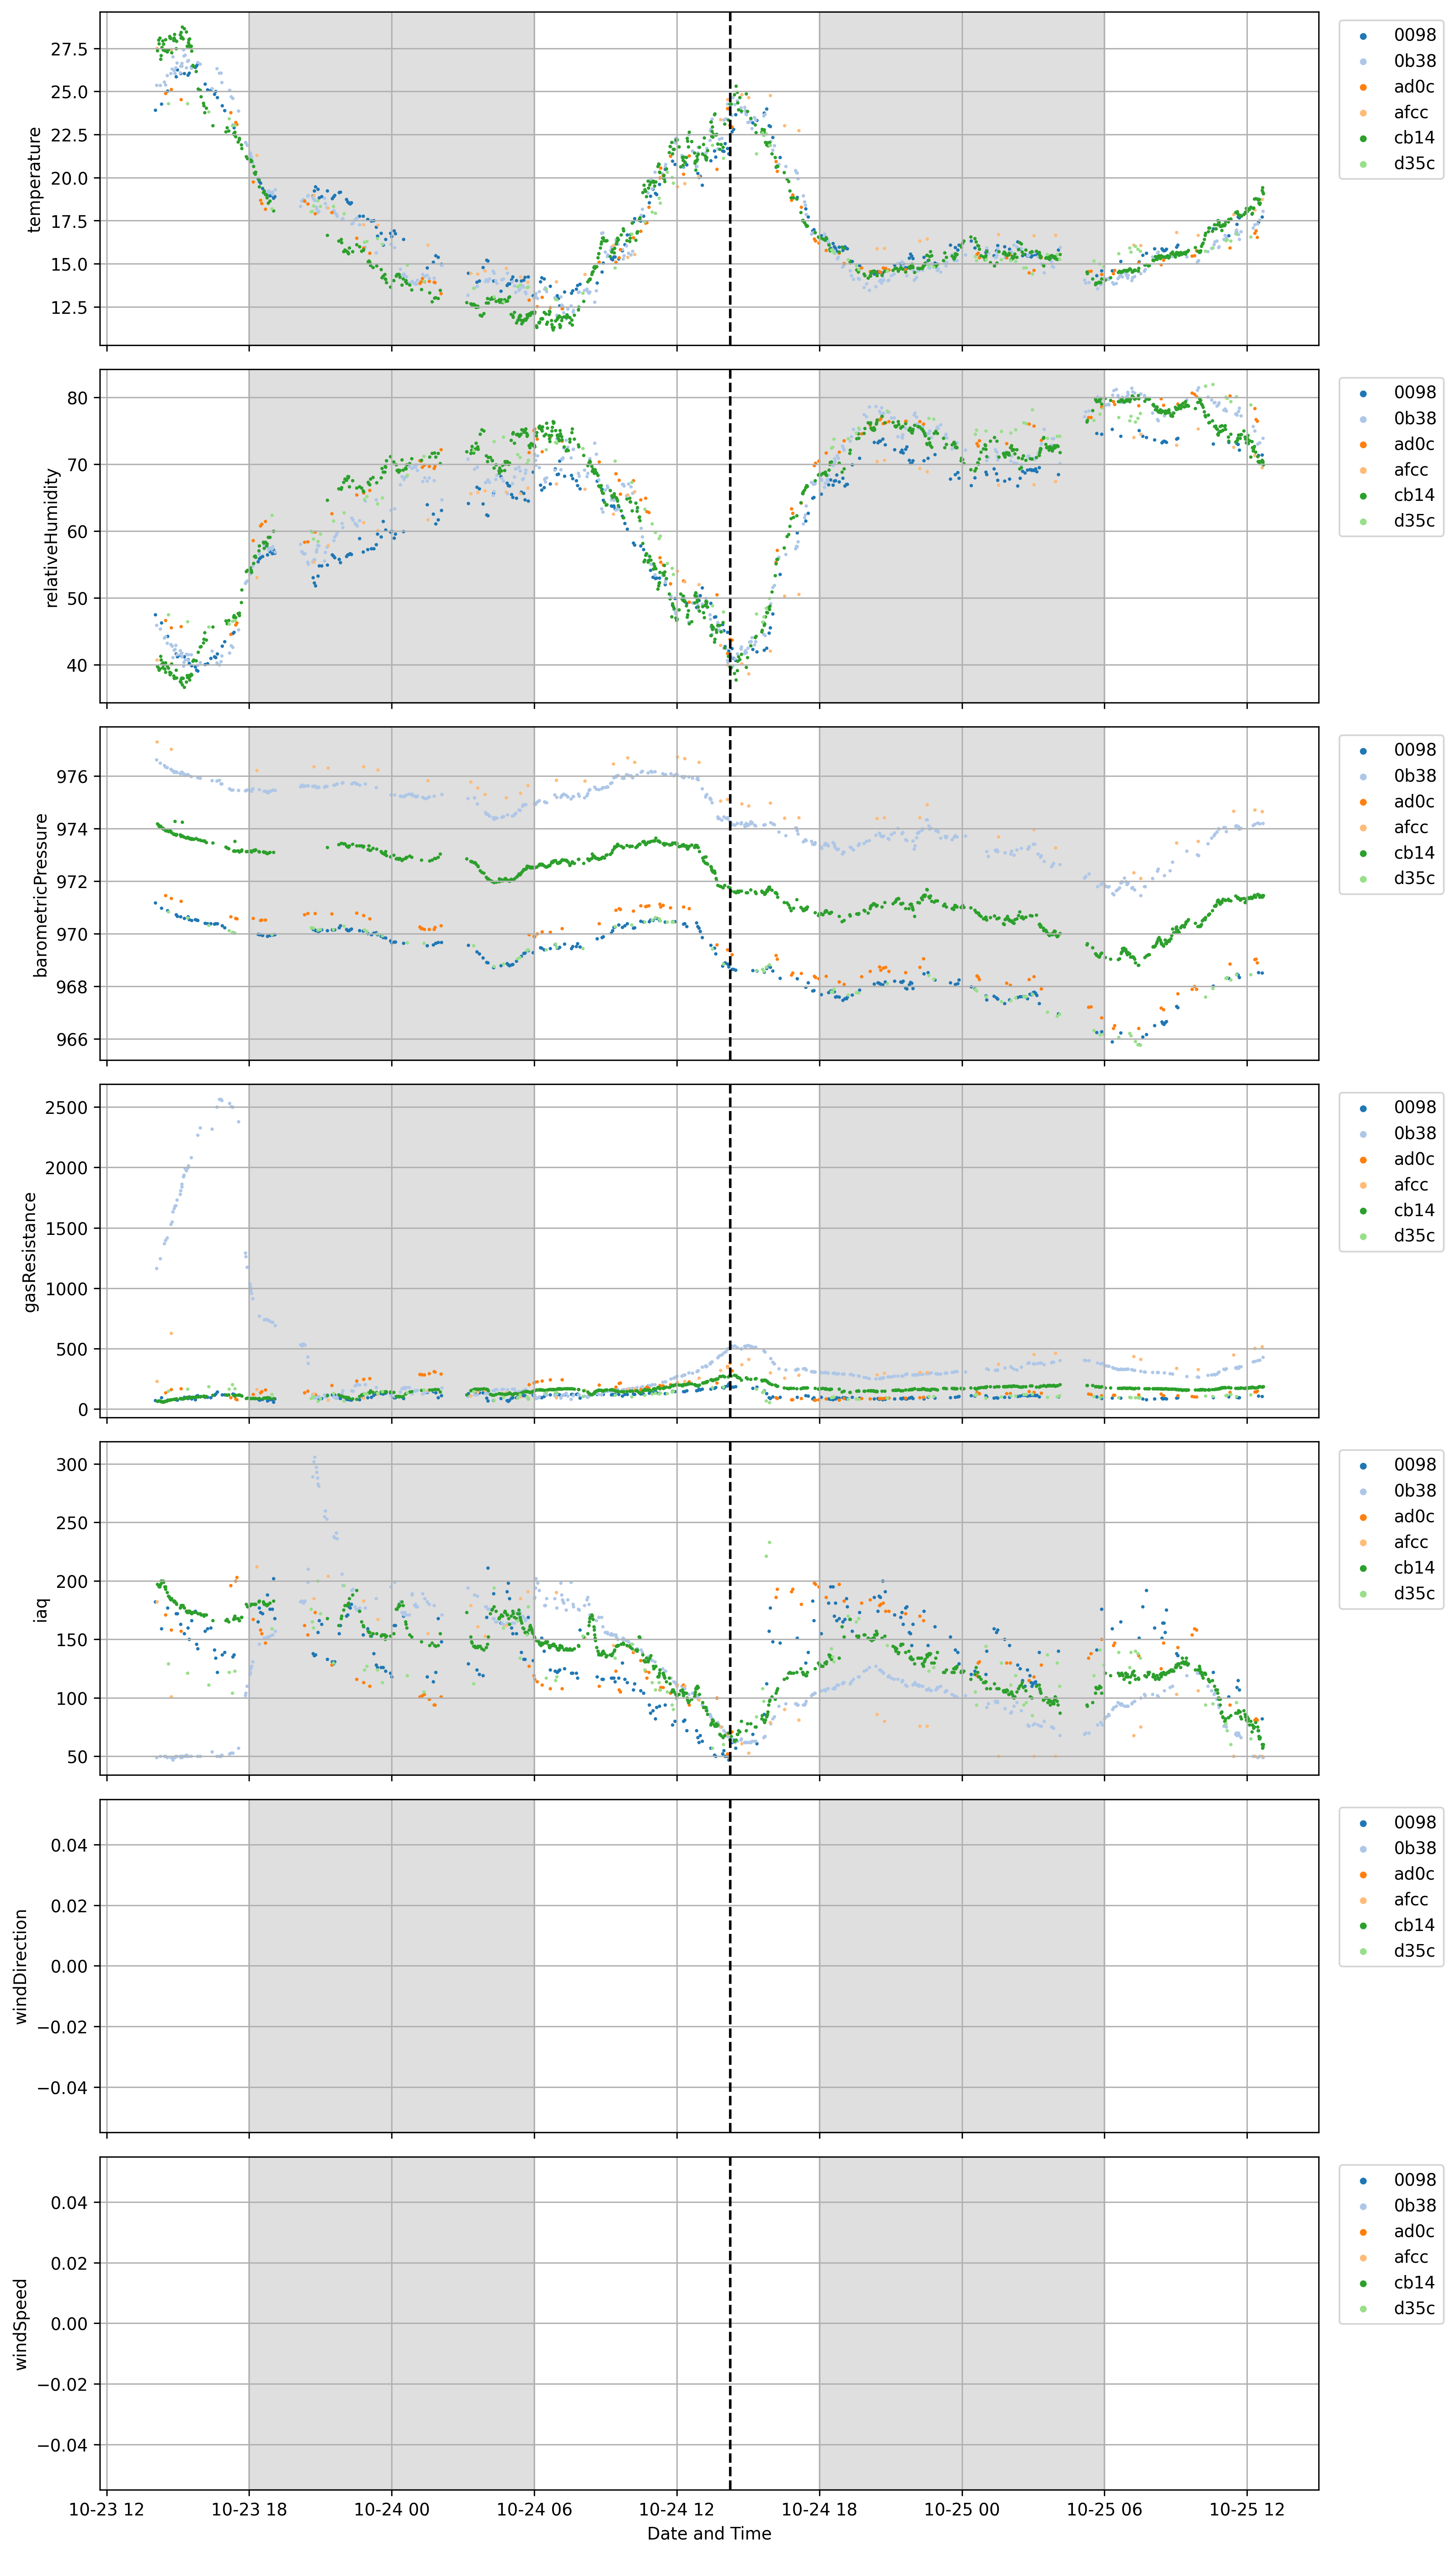 27.5
25.0
22.5
20.0
17.5
15.0
12.5
temperature
0098
0b38
ad0c
afcc
cb14
d35c
80
70
60
50
40
relativeHumidity
0098
0b38
ad0c
afcc
cb14
d35c
976
974
972
970
968
966
barometricPressure
0098
0b38
ad0c
afcc
cb14
d35c
2500
2000
1500
1000
500
0
gasResistance
0098
0b38
ad0c
afcc
cb14
d35c
300
250
200
150
100
50
iaq
0098
0b38
ad0c
afcc
cb14
d35c
0.04
0.02
0.00
−0.02
−0.04
windDirection
0098
0b38
ad0c
afcc
cb14
d35c
0.04
0.02
0.00
−0.02
−0.04
windSpeed
0098
0b38
ad0c
afcc
cb14
d35c
10-23 12 10-23 18 10-24 00 10-24 06 10-24 12 10-24 18 10-25 00 10-25 06 10-25 12
Date and Time